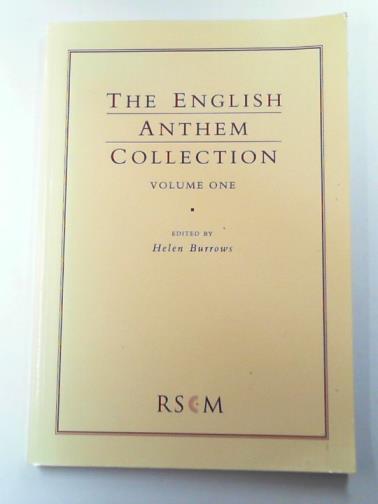 THE ENGLISH
ANTHEM
COLLECTION
VOLUME ONE
EDITED BY
Helen Burrows
RSCM